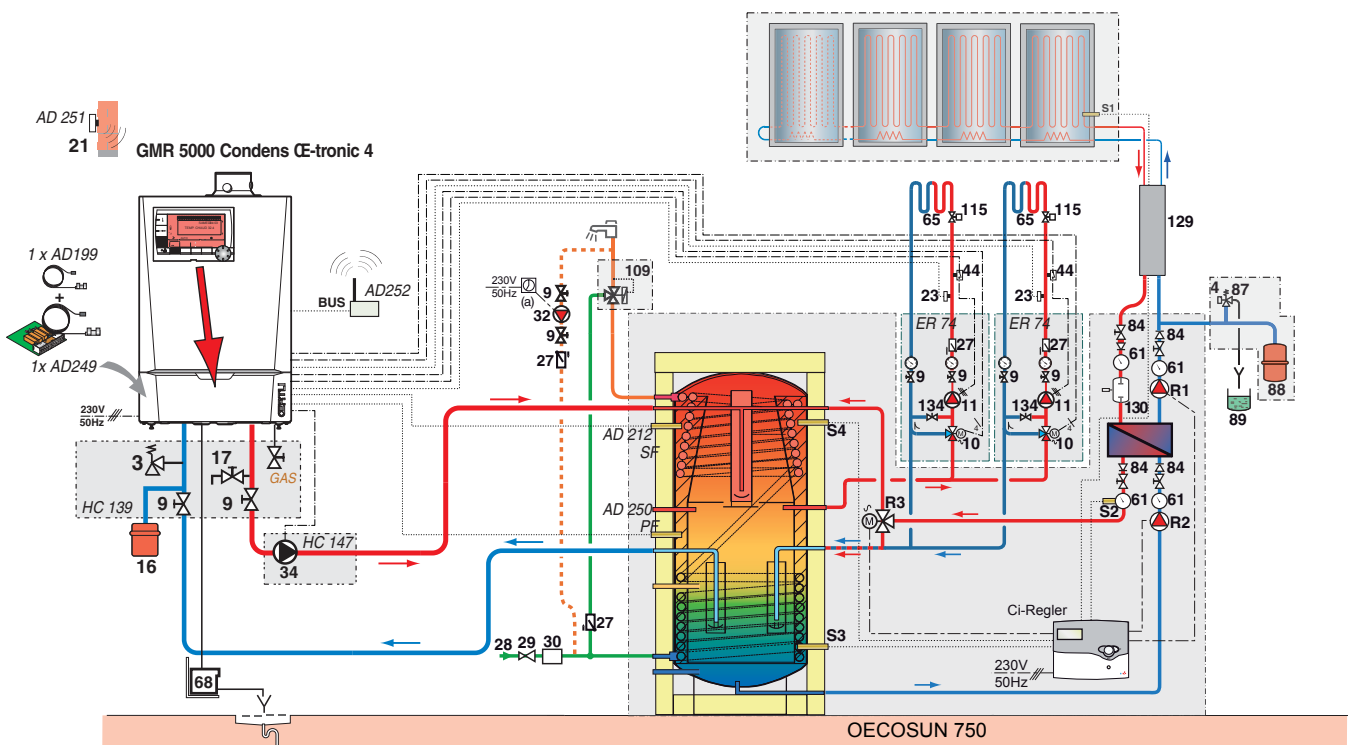 AD 251
21
GMR 5000 Condens Œ-tronic 4
1 x AD199
+
1x AD249
BUS
AD252
230V
50Hz
3
17
9
9
GAS
HC 139
16
HC 147
34
68
230V
50Hz
(a)
9
32
9
27
109
27
28
29
30
AD 212
SF
AD 250
PF
S4
S3
S1
65
115
65
115
44
44
23
23
ER 74
ER 74
27
27
9
9
9
9
134
11
134
11
M
10
M
10
129
4
87
84
84
61
61
R1
88
89
130
84
84
S2
61
61
R2
R3
M
Ci-Regler
230V
50Hz
OECOSUN 750